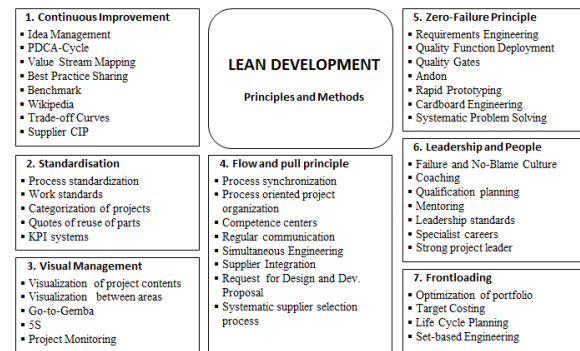 1. Continuous Improvement
▪ Idea Management
▪ PDCA-Cycle
▪ Value Stream Mapping
▪ Best Practice Sharing
▪ Benchmark
▪ Wikipedia
▪ Trade-off Curves
▪ Supplier CIP
2. Standardisation
▪ Process standardization
▪ Work standards
▪ Categorization of projects
▪ Quotes of reuse of parts
▪ KPI systems
3. Visual Management
▪ Visualization of project contents
▪ Visualization between areas
▪ Go-to-Gemba
▪ 5S
▪ Project Monitoring
LEAN DEVELOPMENT
Principles and Methods
4. Flow and pull principle
▪ Process synchronization
▪ Process oriented project
organization
▪ Competence centers
▪ Regular communication
▪ Simultaneous Engineering
▪ Supplier Integration
▪ Request for Design and Dev.
Proposal
▪ Systematic supplier selection
process
5. Zero-Failure Principle
▪ Requirements Engineering
▪ Quality Function Deployment
▪ Quality Gates
▪ Andon
▪ Rapid Prototyping
▪ Cardboard Engineering
▪ Systematic Problem Solving
6. Leadership and People
▪ Failure and No-Blame Culture
▪ Coaching
▪ Qualification planning
▪ Mentoring
▪ Leadership standards
▪ Specialist careers
▪ Strong project leader
7. Frontloading
▪ Optimization of portfolio
▪ Target Costing
▪ Life Cycle Planning
▪ Set-based Engineering